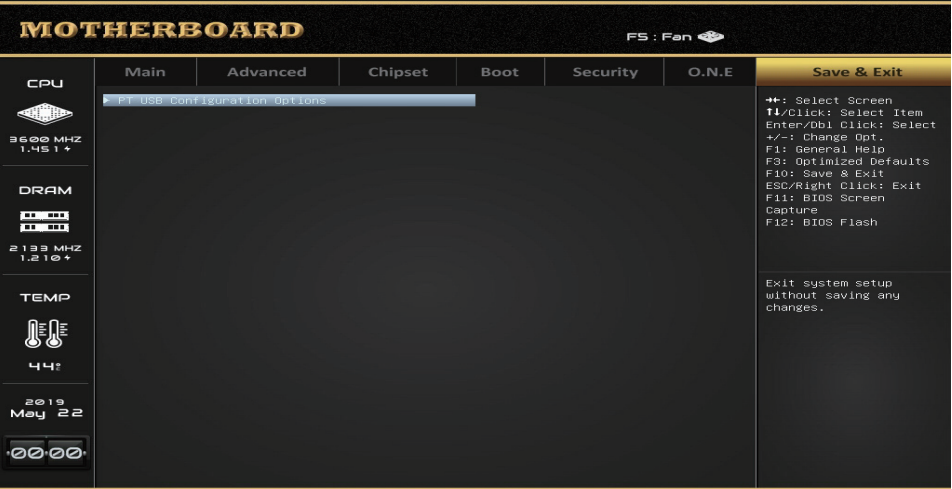 MOTHERBOARD
F5 : Fan
Main Advanced Chipset Boot Security O.N.E Save & Exit
CPU
3600 MHZ
1.451
DRAM
2133 MHZ
1.210
TEMP
44°C
2019
May 22
00:00
PT USB Configuration Options
→←: Select Screen
↑↓/Click: Select Item
Enter/Dbl Click: Select
+/-: Change Opt.
F1: General Help
F3: Optimized Defaults
F10: Save & Exit
ESC/Right Click: Exit
F11: BIOS Screen
Capture
F12: BIOS Flash
Exit system setup
without saving any
changes.